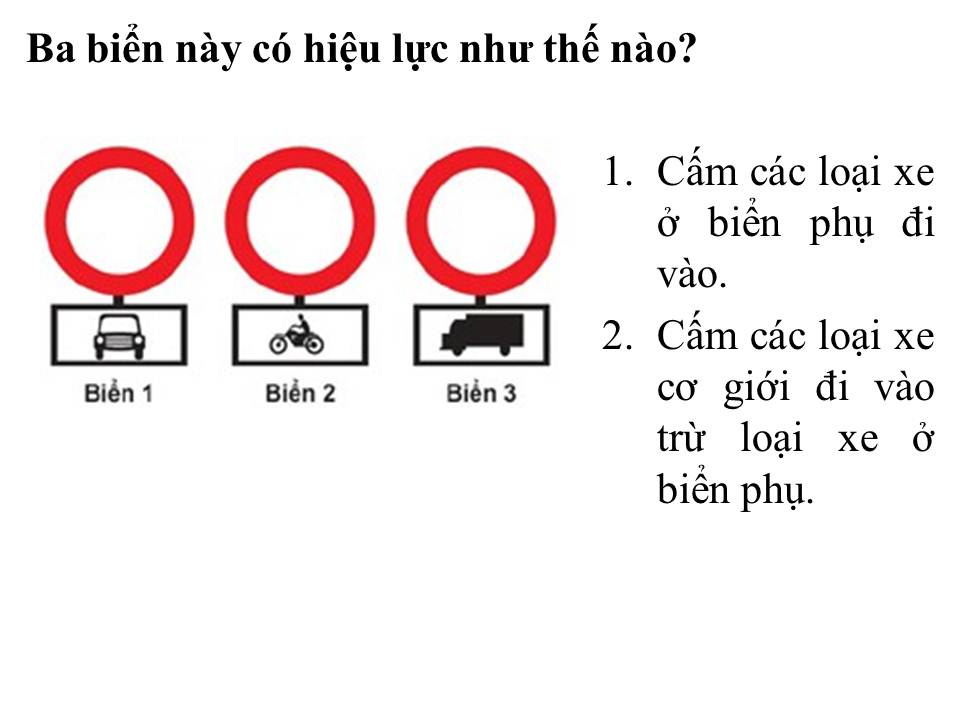 Ba biển này có hiệu lực như thế nào?
1. Cấm các loại xe
ở biển phụ đi
vào.
2. Cấm các loại xe
cơ giới đi vào
trừ loại xe ở
biển phụ.
Biển 1
Biển 2
Biển 3